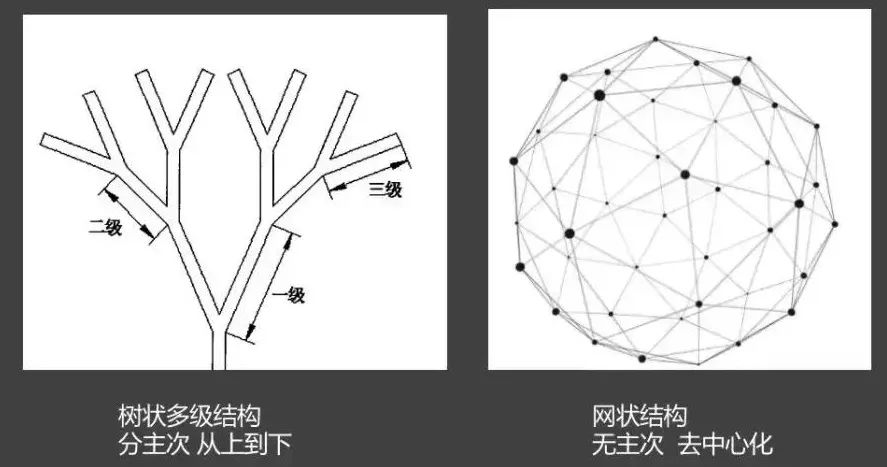 二级
三级
一级
树状多级结构
分主次 从上到下
网状结构
无主次 去中心化